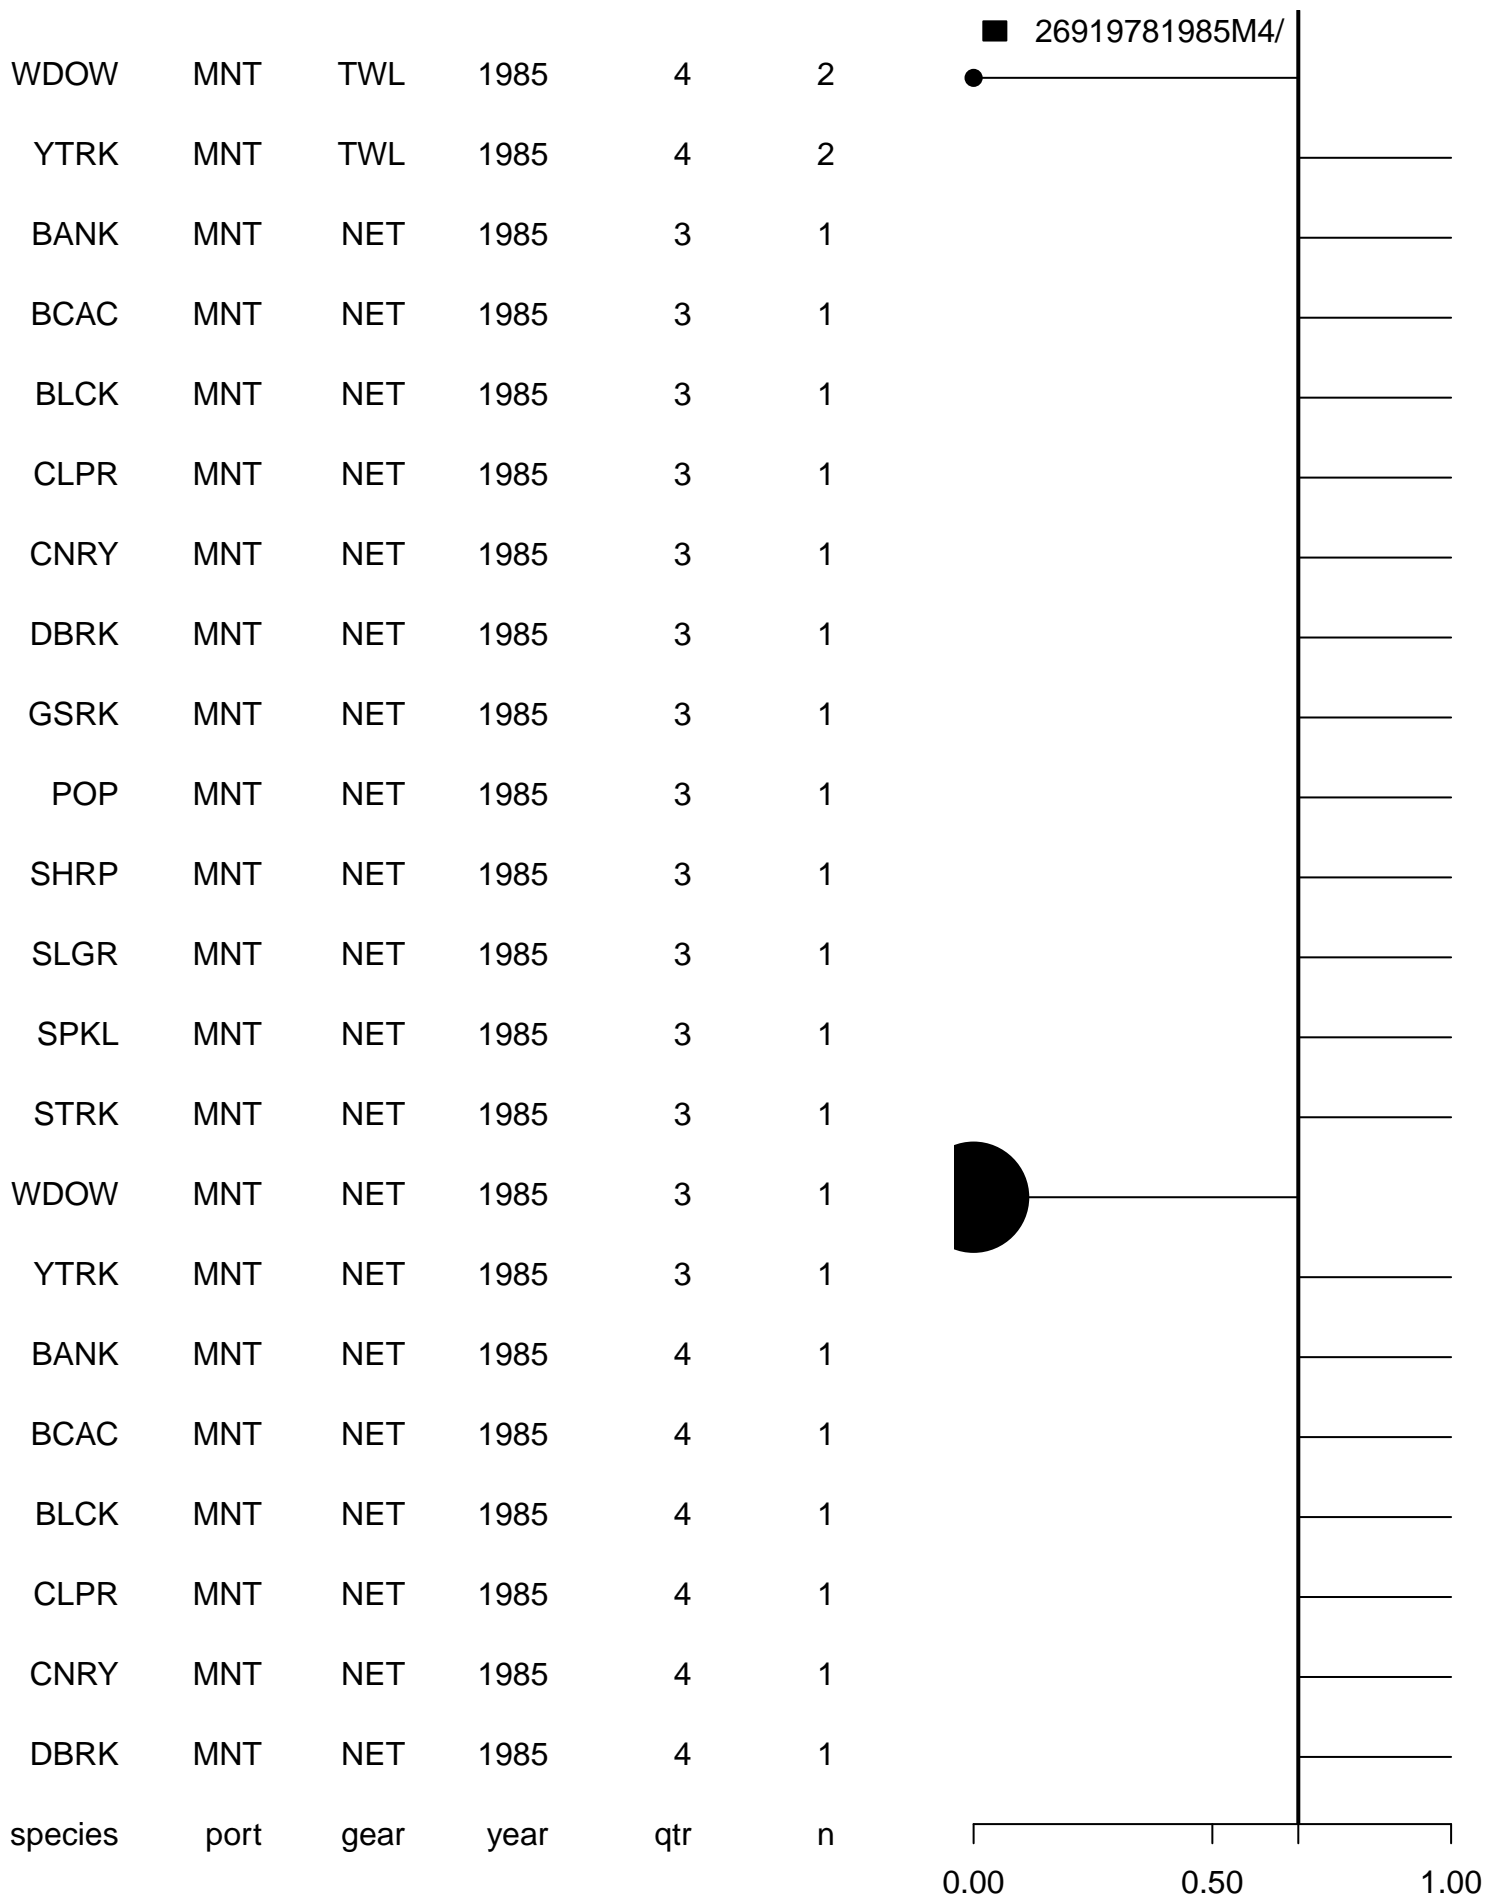 26919781985M4/
WDOW MNT TWL 1985 4 2
YTRK MNT TWL 1985 4 2
BANK MNT NET 1985 3 1
BCAC MNT NET 1985 3 1
BLCK MNT NET 1985 3 1
CLPR MNT NET 1985 3 1
CNRY MNT NET 1985 3 1
DBRK MNT NET 1985 3 1
GSRK MNT NET 1985 3 1
POP MNT NET 1985 3 1
SHRP MNT NET 1985 3 1
SLGR MNT NET 1985 3 1
SPKL MNT NET 1985 3 1
STRK MNT NET 1985 3 1
WDOW MNT NET 1985 3 1
YTRK MNT NET 1985 3 1
BANK MNT NET 1985 4 1
BCAC MNT NET 1985 4 1
BLCK MNT NET 1985 4 1
CLPR MNT NET 1985 4 1
CNRY MNT NET 1985 4 1
DBRK MNT NET 1985 4 1
species port gear year qtr n
0.00 0.50 1.00